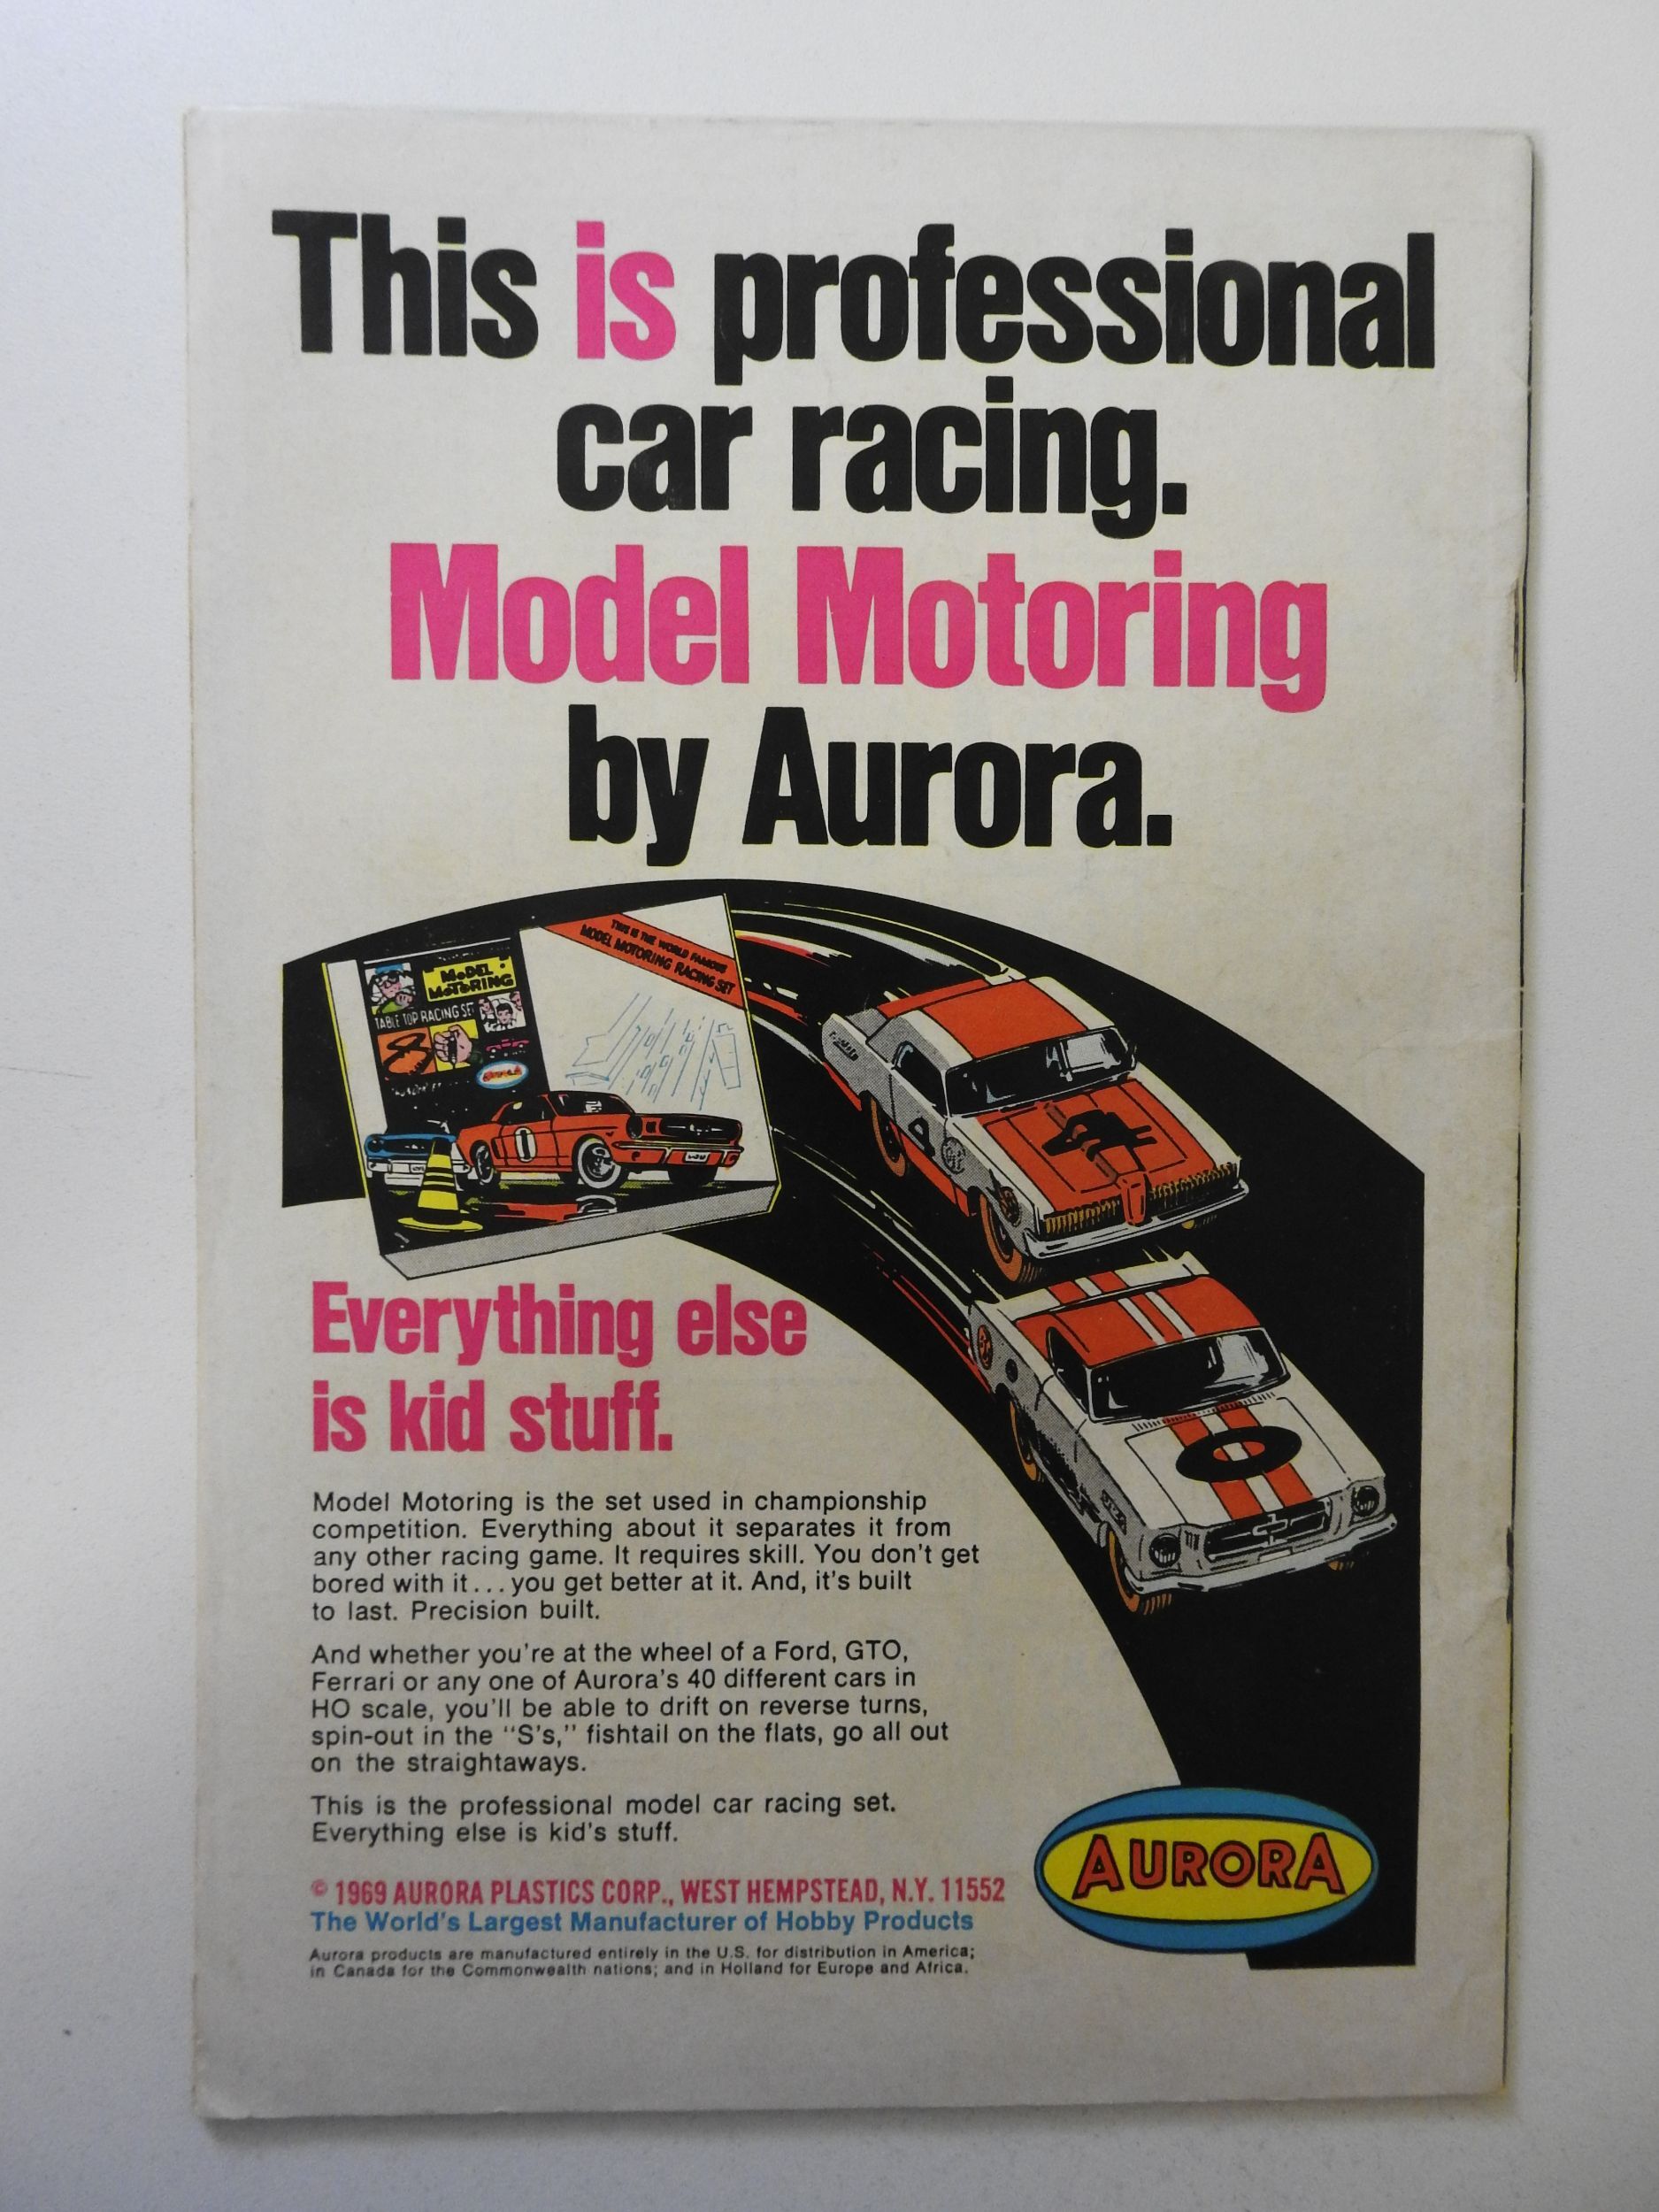 This is professional
car racing.
Model Motoring
by Aurora.
THIS IS THE WORLD FAMOUS
MODEL MOTORING RACING SET
MODEL
MOTORING
TABLE TOP RACING SET
AURORA
Everything else
is kid stuff.
Model Motoring is the set used in championship
competition. Everything about it separates it from
any other racing game. It requires skill. You don't get
bored with it...you get better at it. And, it's built
to last. Precision built.
And whether you're at the wheel of a Ford, GTO,
Ferrari or any one of Aurora's 40 different cars in
HO scale, you'll be able to drift on reverse turns,
spin-out in the "S's," fishtail on the flats, go all out
on the straightaways.
This is the professional model car racing set.
Everything else is kid's stuff.
© 1969 AURORA PLASTICS CORP., WEST HEMPSTEAD, N.Y. 11552
The World's Largest Manufacturer of Hobby Products
Aurora products are manufactured entirely in the U.S. for distribution in America;
in Canada for the Commonwealth nations; and in Holland for Europe and Africa.
AURORA